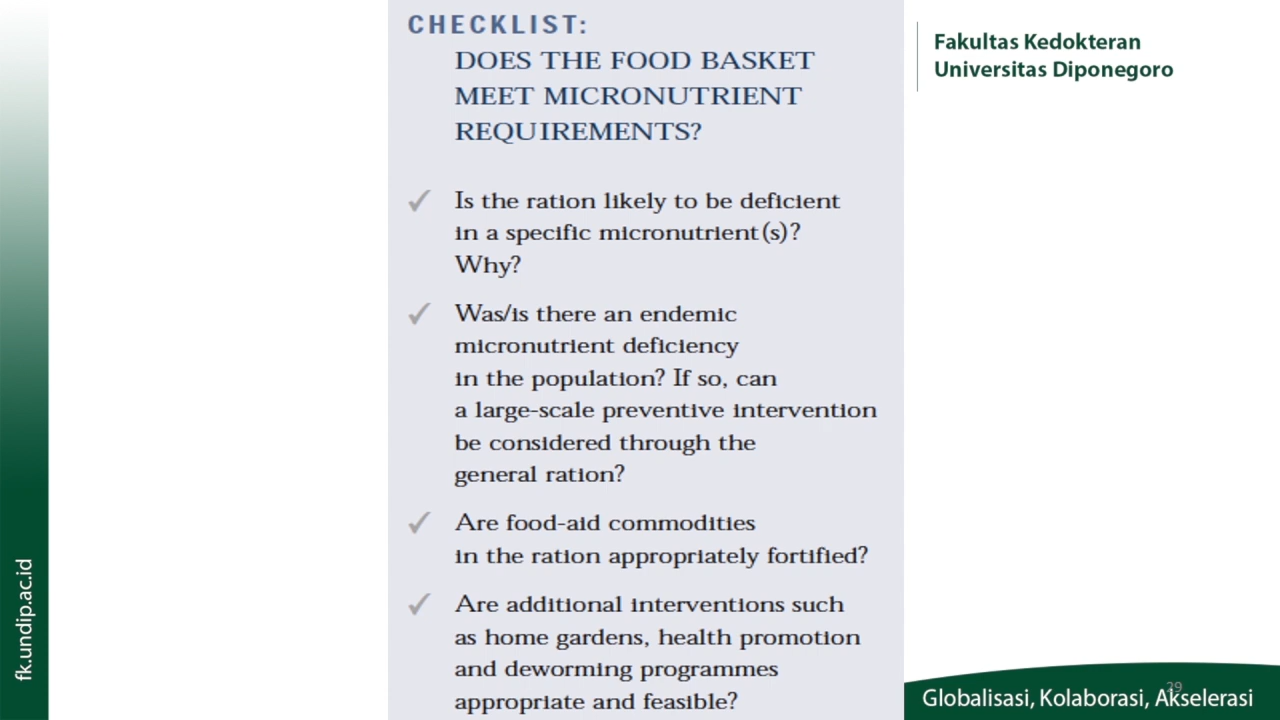 CHECKLIST:
DOES THE FOOD BASKET
MEET MICRONUTRIENT
REQUIREMENTS?
✓ Is the ration likely to be deficient
in a specific micronutrient(s)?
Why?
✓ Was/is there an endemic
micronutrient deficiency
in the population? If so, can
a large-scale preventive intervention
be considered through the
general ration?
✓ Are food-aid commodities
in the ration appropriately fortified?
✓ Are additional interventions such
as home gardens, health promotion
and deworming programmes
appropriate and feasible?
Fakultas Kedokteran
Universitas Diponegoro
fk.undip.ac.id
29
Globalisasi, Kolaborasi, Akselerasi